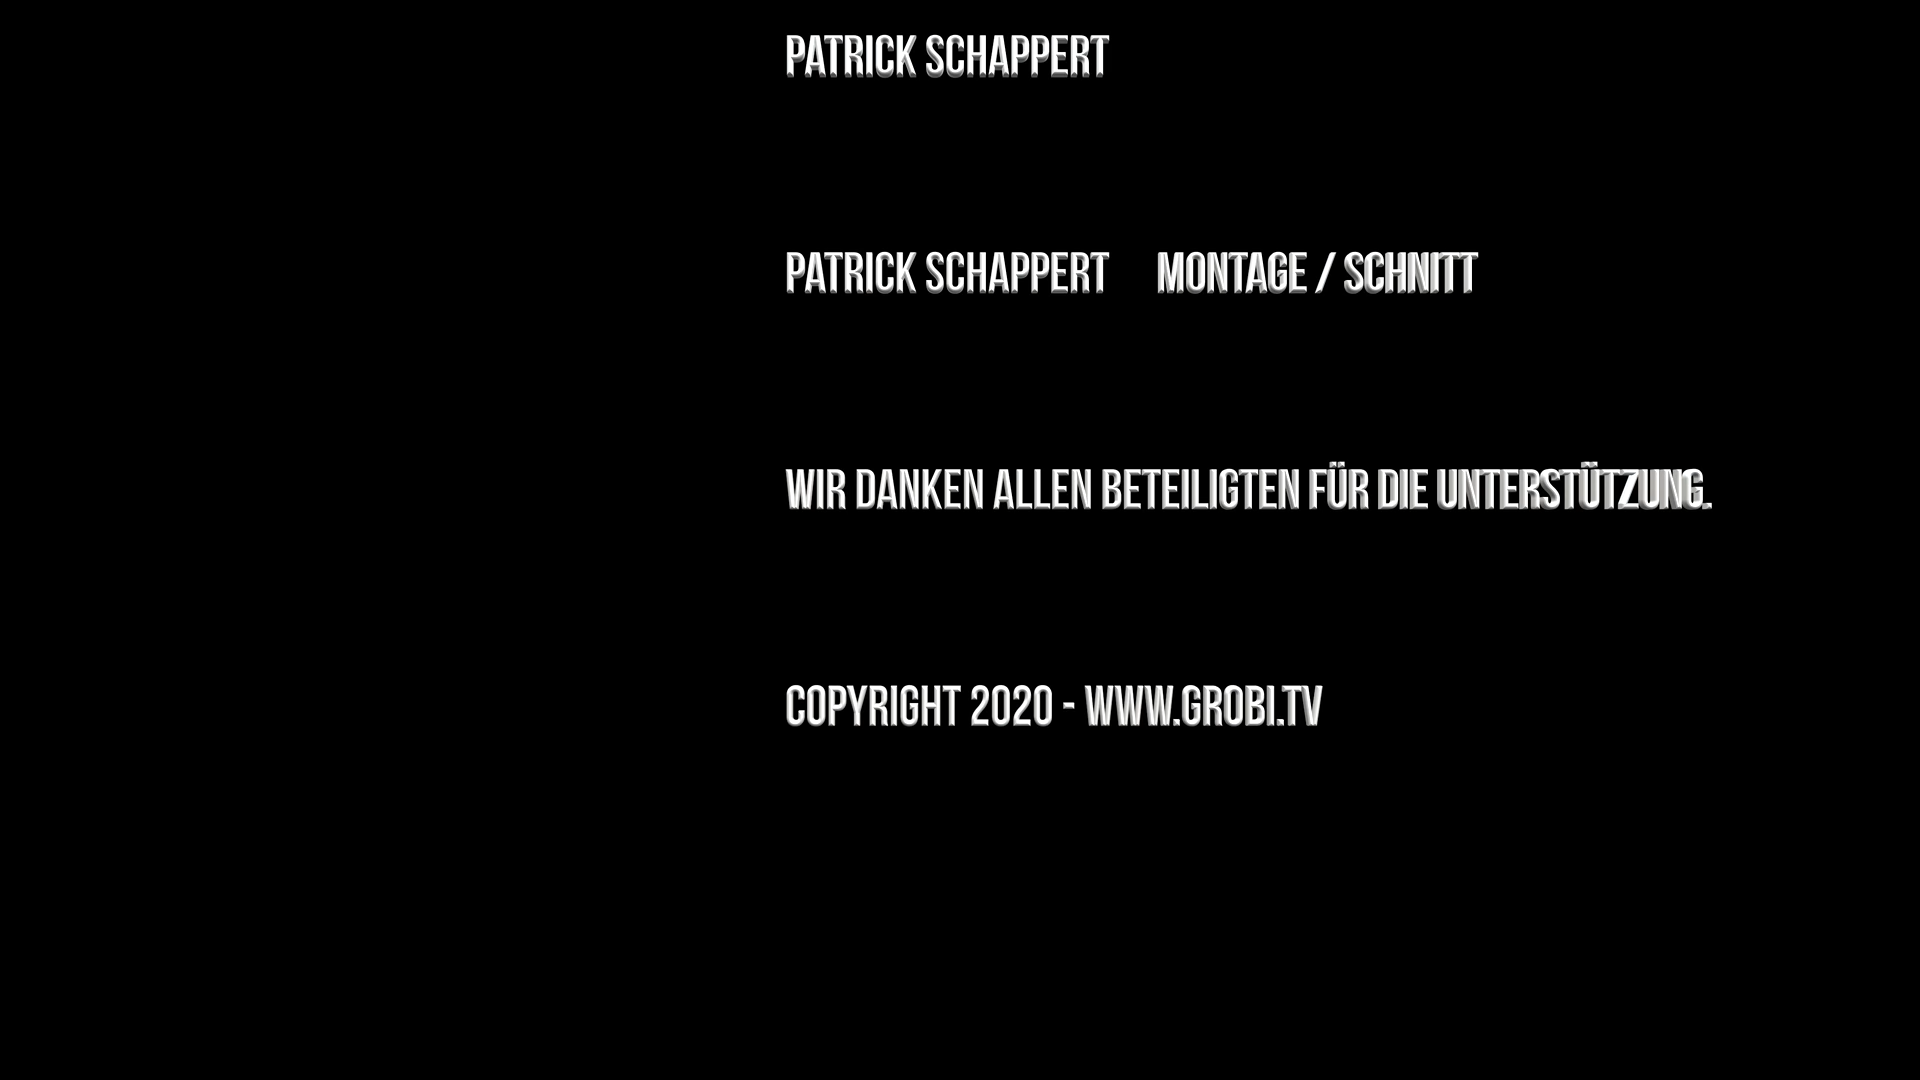 PATRICK SCHAPPERT
PATRICK SCHAPPERT MONTAGE / SCHNITT
WIR DANKEN ALLEN BETEILIGTEN FÜR DIE UNTERSTÜTZUNG.
COPYRIGHT 2020 - WWW.GROBI.TV